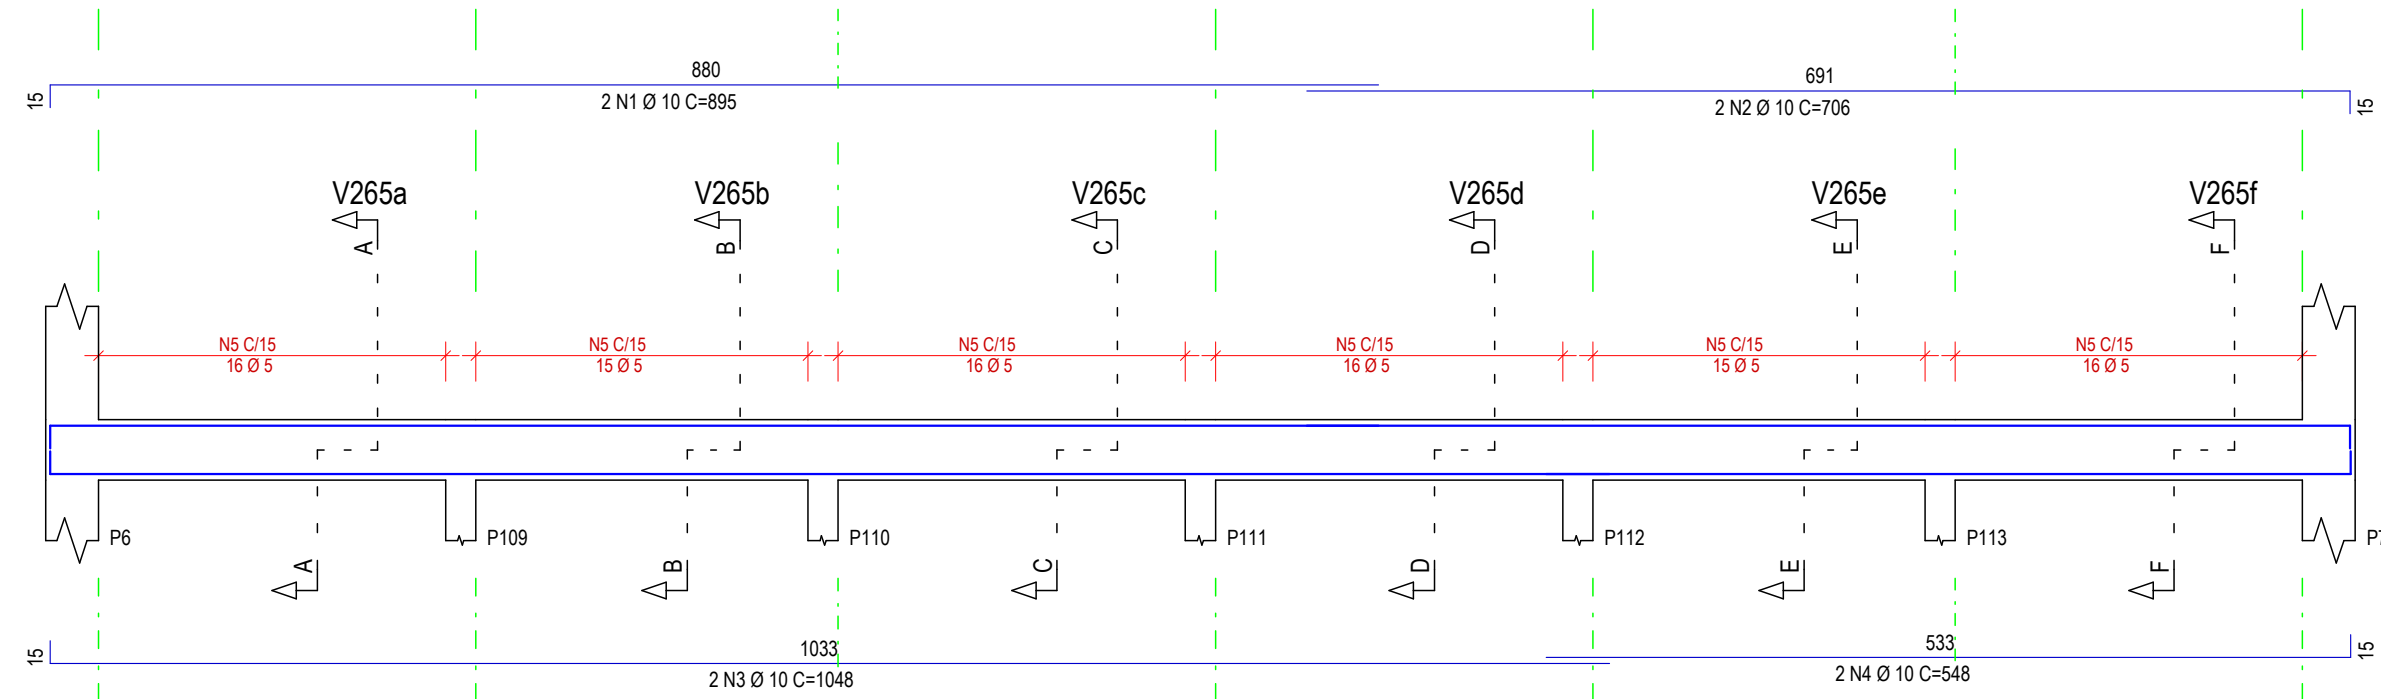 880
691
15
2 N1 Ø 10 C=895
2 N2 Ø 10 C=706
15
V265a
V265b
V265c
V265d
V265e
V265f
A
B
C
D
E
F
N5 C/15
16 Ø 5
N5 C/15
15 Ø 5
N5 C/15
16 Ø 5
N5 C/15
16 Ø 5
N5 C/15
15 Ø 5
N5 C/15
16 Ø 5
P6
P109
P110
P111
P112
P113
A
B
C
D
E
F
15
1033
2 N3 Ø 10 C=1048
533
2 N4 Ø 10 C=548
15